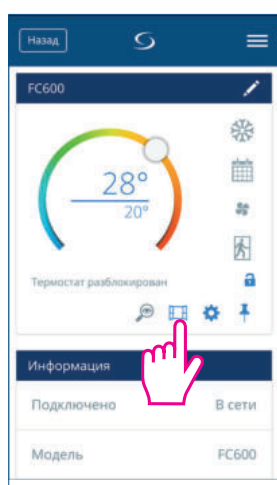 Назад
FC600
28°
20°
Термостат разблокирован
Информация
Подключено В сети
Модель FC600